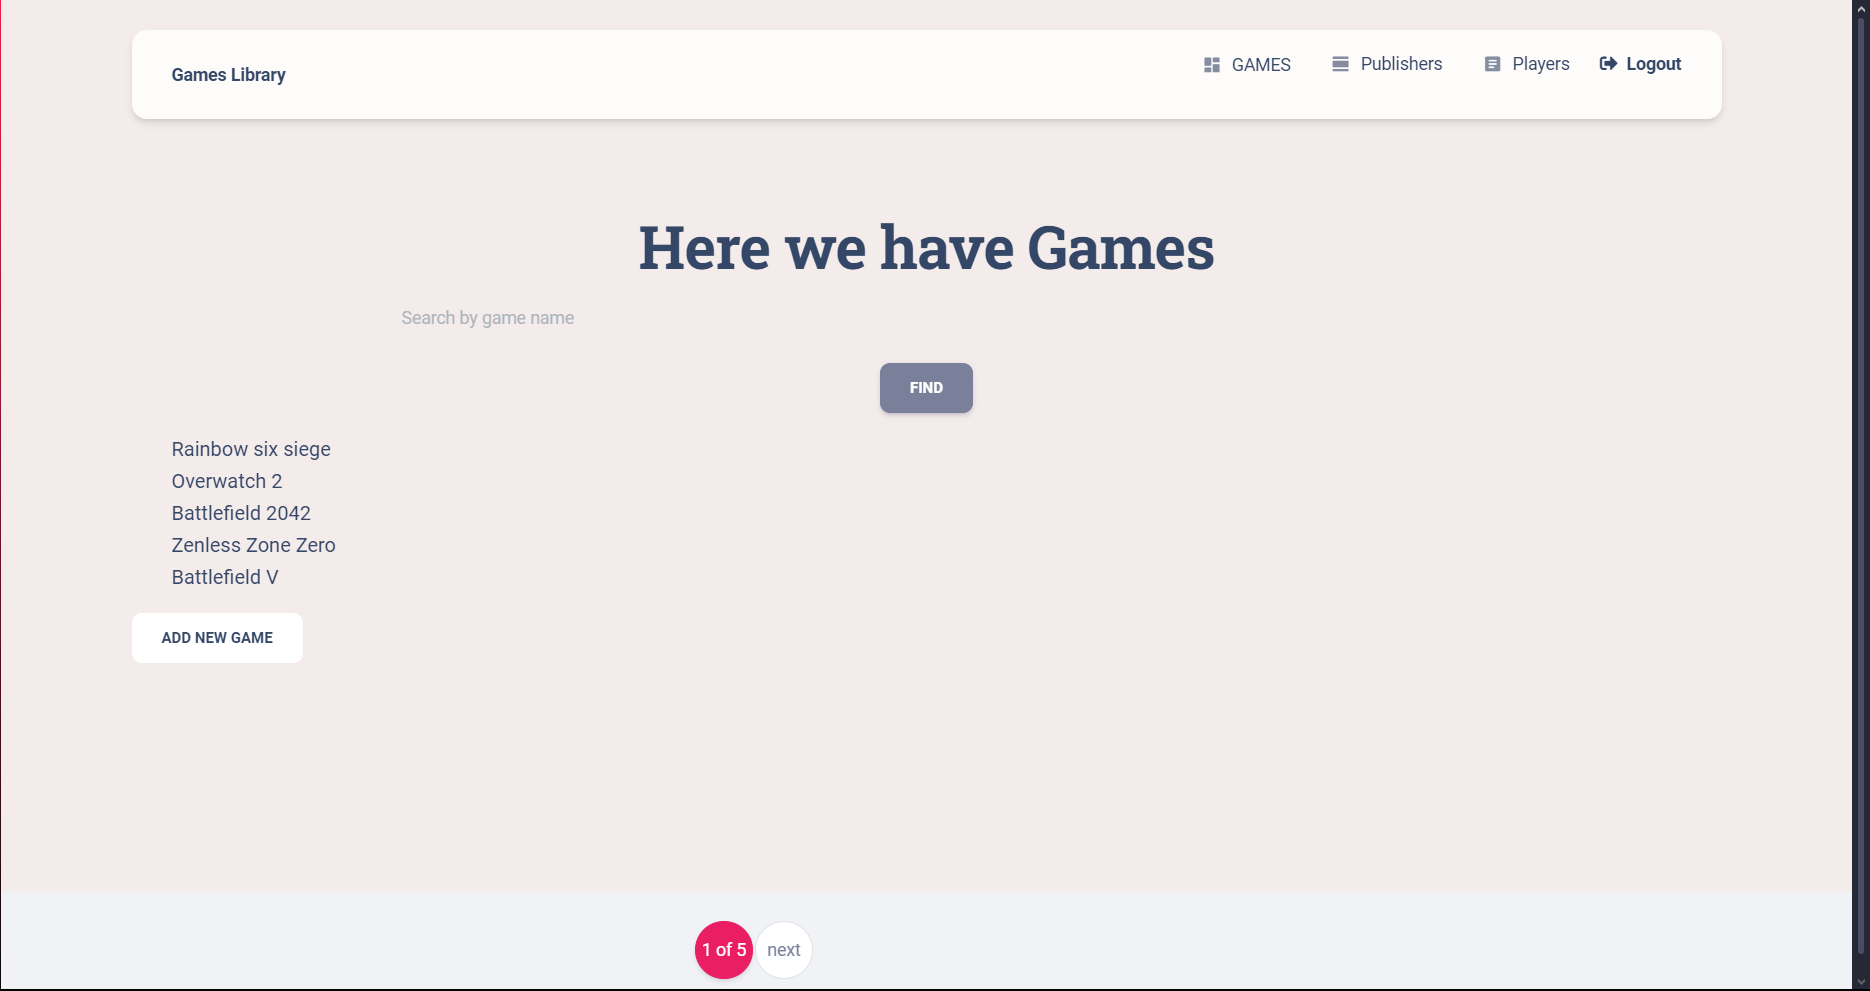 Games Library
GAMES Publishers Players Logout
Here we have Games
Search by game name
FIND
Rainbow six siege
Overwatch 2
Battlefield 2042
Zenless Zone Zero
Battlefield V
ADD NEW GAME
1 of 5 next